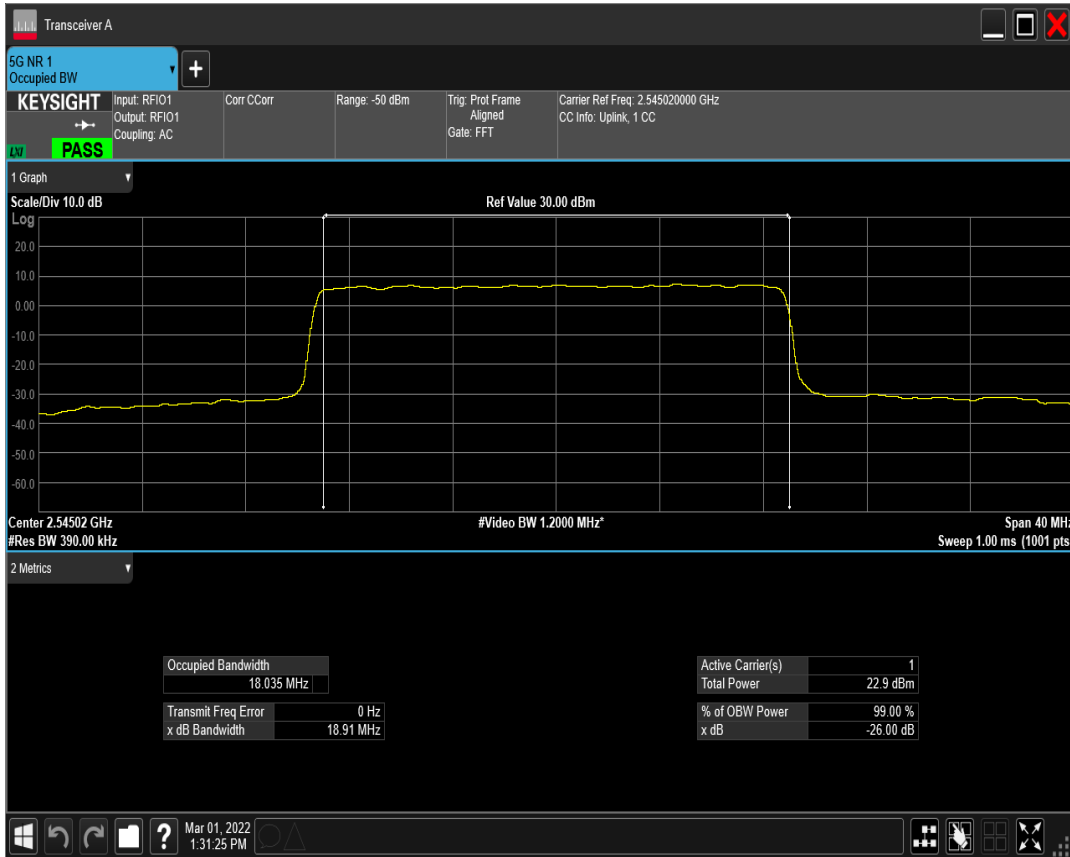 Transceiver A
5G NR 1
Occupied BW
+
KEYSIGHT
LXI
PASS
Input: RFIO1
Output: RFIO1
Coupling: AC
Corr CCorr
Range: -50 dBm
Trig: Prot Frame
Aligned
Gate: FFT
Carrier Ref Freq: 2.545020000 GHz
CC Info: Uplink, 1 CC
1 Graph
Scale/Div 10.0 dB
Ref Value 30.00 dBm
Log
20.0
10.0
0.00
-10.0
-20.0
-30.0
-40.0
-50.0
-60.0
Center 2.54502 GHz
#Video BW 1.2000 MHz*
Span 40 MHz
#Res BW 390.00 kHz
Sweep 1.00 ms (1001 pts
2 Metrics
Occupied Bandwidth
18.035 MHz
Transmit Freq Error 0 Hz
x dB Bandwidth 18.91 MHz
Active Carrier(s) 1
Total Power 22.9 dBm
% of OBW Power 99.00 %
x dB -26.00 dB
?
Mar 01, 2022
1:31:25 PM